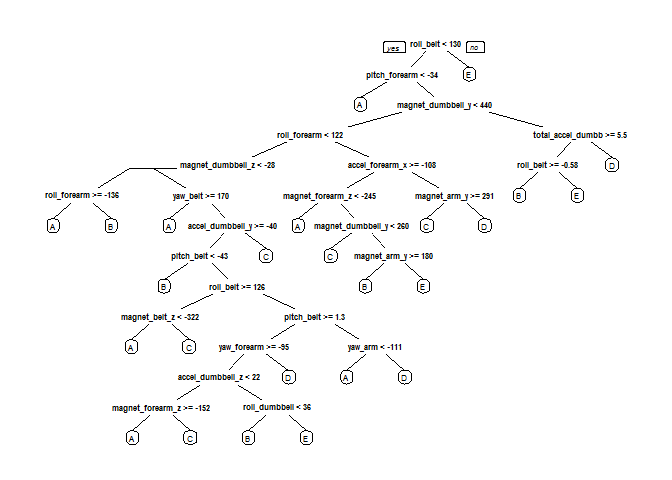 yes roll_belt < 130 no
pitch_forearm < -34 E
A magnet_dumbbell_y < 440
roll_forearm < 122 total_accel_dumbb >= 5.5
magnet_dumbbell_z < -28 accel_forearm_x >= -108 roll_belt >= -0.58 D
roll_forearm >= -136 yaw_belt >= 170 magnet_forearm_z < -245 magnet_arm_y >= 291 B E
A B A accel_dumbbell_y >= -40 A magnet_dumbbell_y < 260 C D
pitch_belt < -43 C C magnet_arm_y >= 180
B roll_belt >= 126 B E
magnet_belt_z < -322 pitch_belt >= 1.3
A C yaw_forearm >= -95 yaw_arm < -111
accel_dumbbell_z < 22 D A D
magnet_forearm_z >= -152 roll_dumbbell < 36
A C B E